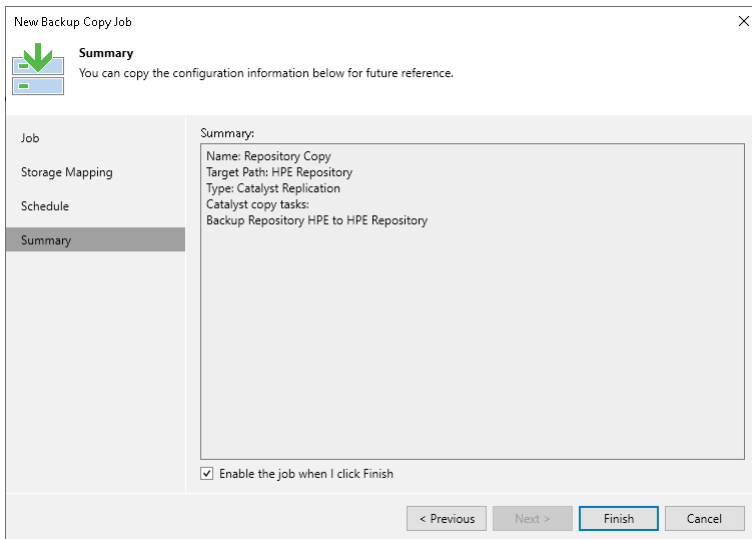 New Backup Copy Job
Summary
You can copy the configuration information below for future reference.
Job
Storage Mapping
Schedule
Summary
Summary:
Name: Repository Copy
Target Path: HPE Repository
Type: Catalyst Replication
Catalyst copy tasks:
Backup Repository HPE to HPE Repository
Enable the job when I click Finish
< Previous
Next >
Finish
Cancel